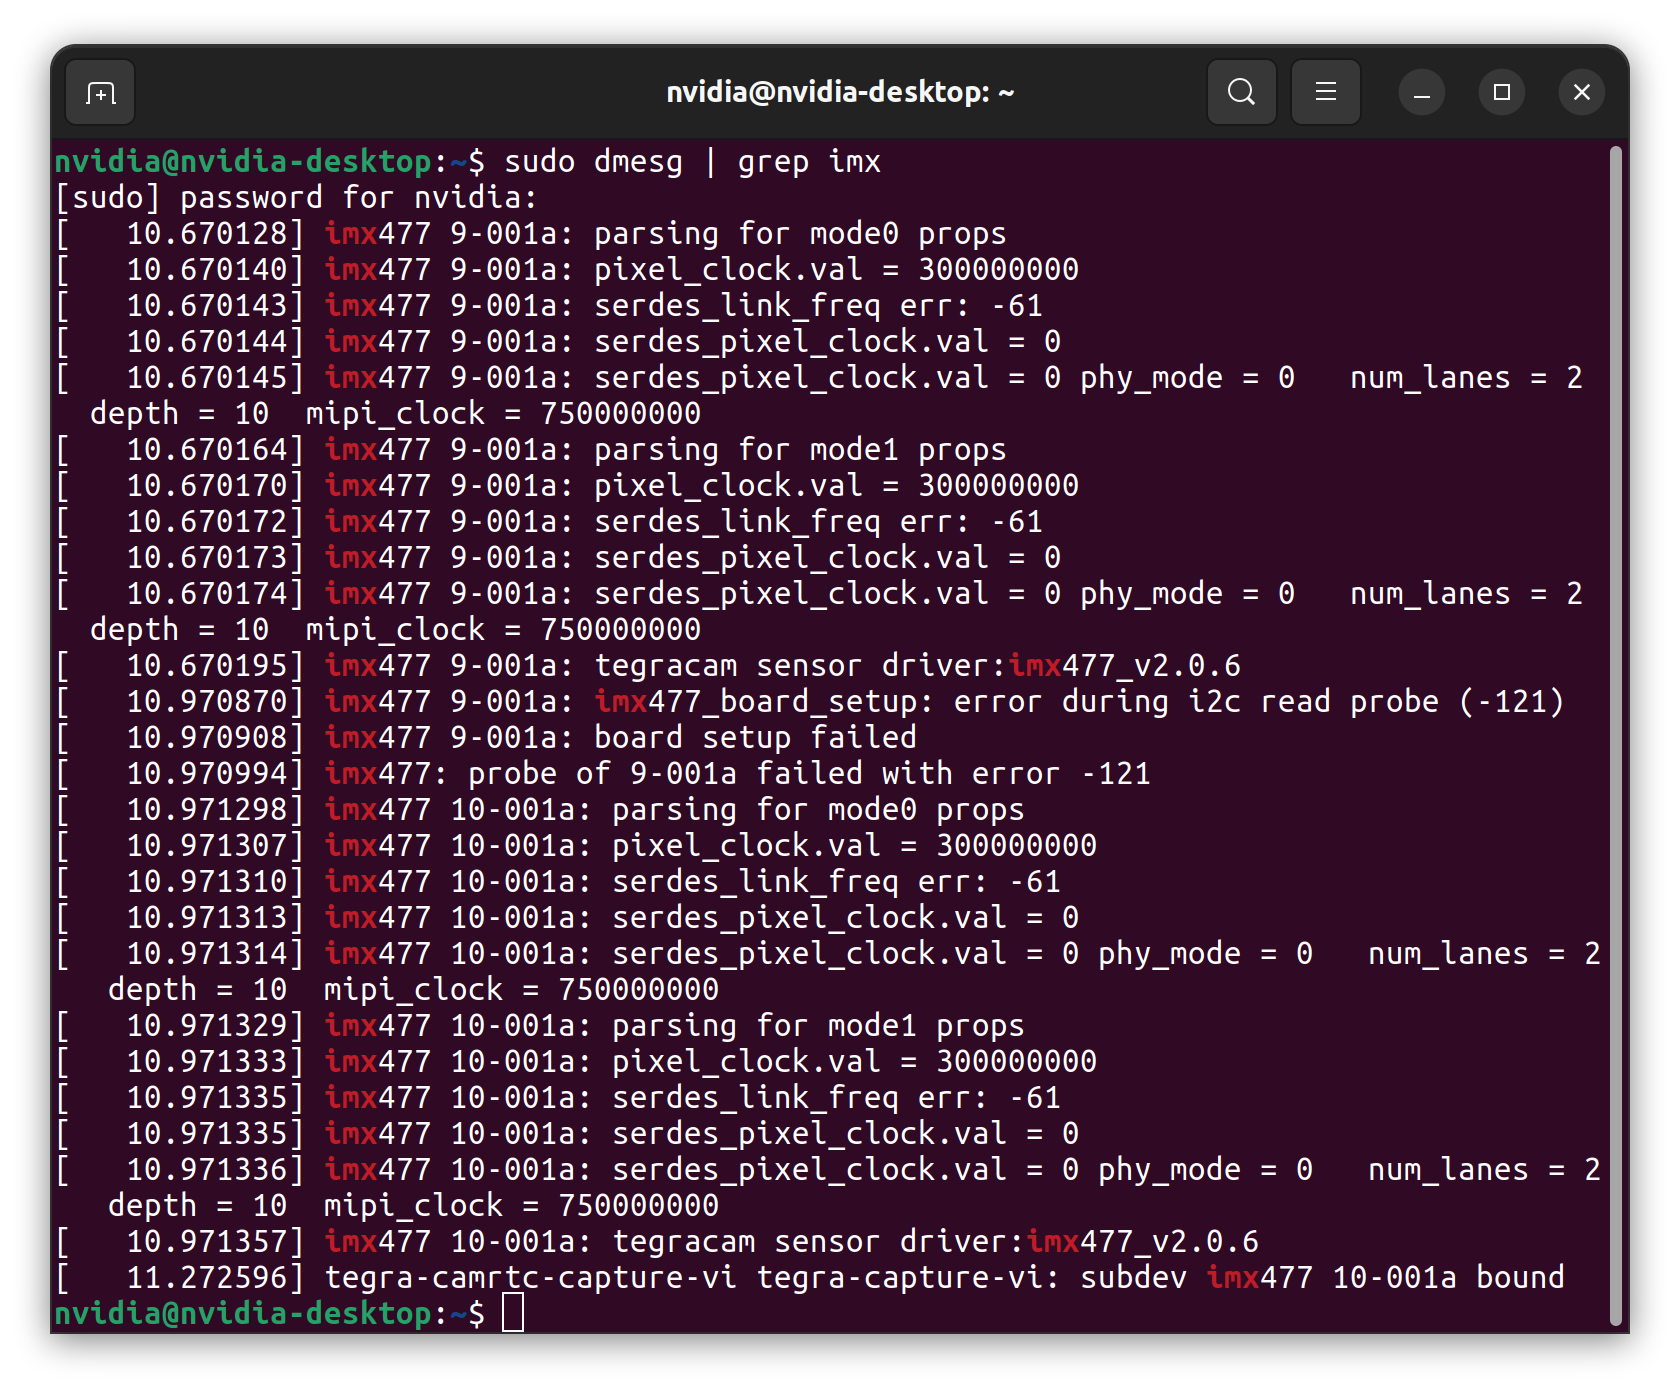 nvidia@nvidia-desktop: ~
nvidia@nvidia-desktop:~$ sudo dmesg | grep imx
[sudo] password for nvidia:
[   10.670128] imx477 9-001a: parsing for mode0 props
[   10.670140] imx477 9-001a: pixel_clock.val = 300000000
[   10.670143] imx477 9-001a: serdes_link_freq err: -61
[   10.670144] imx477 9-001a: serdes_pixel_clock.val = 0
[   10.670145] imx477 9-001a: serdes_pixel_clock.val = 0 phy_mode = 0   num_lanes = 2
  depth = 10  mipi_clock = 750000000
[   10.670164] imx477 9-001a: parsing for mode1 props
[   10.670170] imx477 9-001a: pixel_clock.val = 300000000
[   10.670172] imx477 9-001a: serdes_link_freq err: -61
[   10.670173] imx477 9-001a: serdes_pixel_clock.val = 0
[   10.670174] imx477 9-001a: serdes_pixel_clock.val = 0 phy_mode = 0   num_lanes = 2
  depth = 10  mipi_clock = 750000000
[   10.670195] imx477 9-001a: tegracam sensor driver:imx477_v2.0.6
[   10.970870] imx477 9-001a: imx477_board_setup: error during i2c read probe (-121)
[   10.970908] imx477 9-001a: board setup failed
[   10.970994] imx477: probe of 9-001a failed with error -121
[   10.971298] imx477 10-001a: parsing for mode0 props
[   10.971307] imx477 10-001a: pixel_clock.val = 300000000
[   10.971310] imx477 10-001a: serdes_link_freq err: -61
[   10.971313] imx477 10-001a: serdes_pixel_clock.val = 0
[   10.971314] imx477 10-001a: serdes_pixel_clock.val = 0 phy_mode = 0   num_lanes = 2
   depth = 10  mipi_clock = 750000000
[   10.971329] imx477 10-001a: parsing for mode1 props
[   10.971333] imx477 10-001a: pixel_clock.val = 300000000
[   10.971335] imx477 10-001a: serdes_link_freq err: -61
[   10.971335] imx477 10-001a: serdes_pixel_clock.val = 0
[   10.971336] imx477 10-001a: serdes_pixel_clock.val = 0 phy_mode = 0   num_lanes = 2
   depth = 10  mipi_clock = 750000000
[   10.971357] imx477 10-001a: tegracam sensor driver:imx477_v2.0.6
[   11.272596] tegra-camrtc-capture-vi tegra-capture-vi: subdev imx477 10-001a bound
nvidia@nvidia-desktop:~$